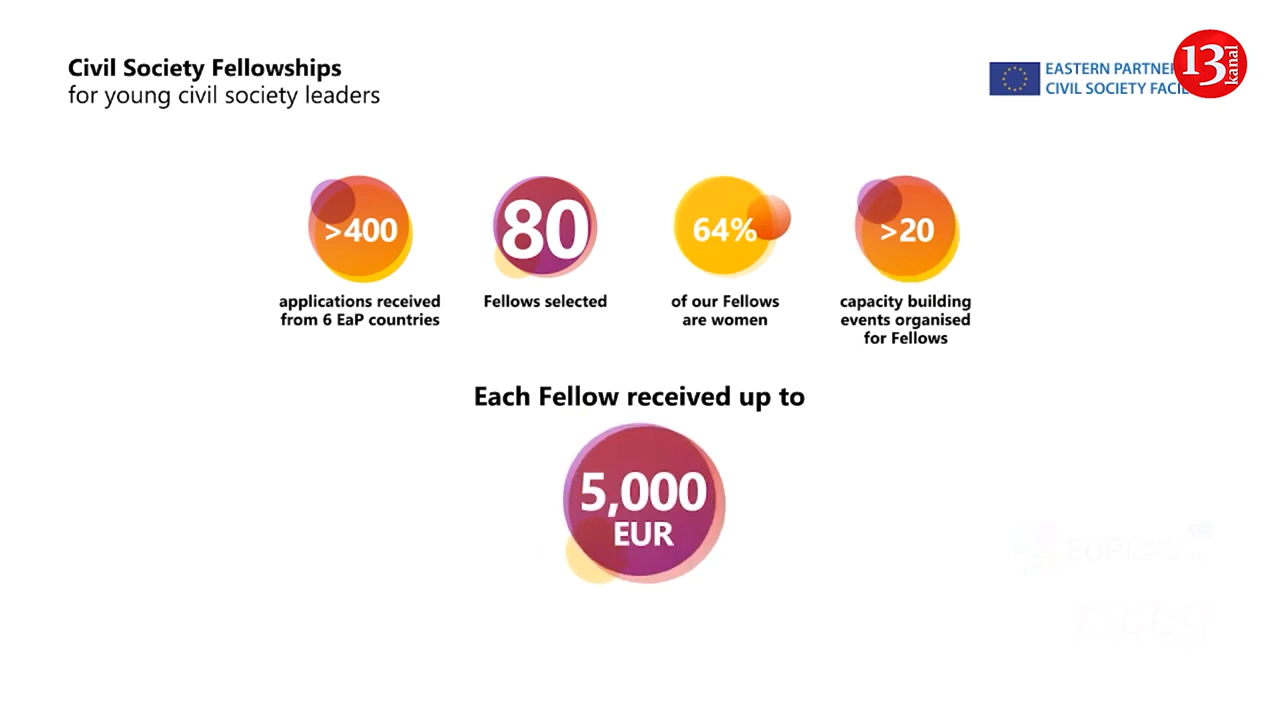 Civil Society Fellowships
for young civil society leaders
EASTERN
CIVIL SOCIETY
13
kanal
>400
80
64%
>20
applications received
from 6 EaP countries
Fellows selected
of our Fellows
are women
capacity building
events organised
for Fellows
Each Fellow received up to
5,000
EUR